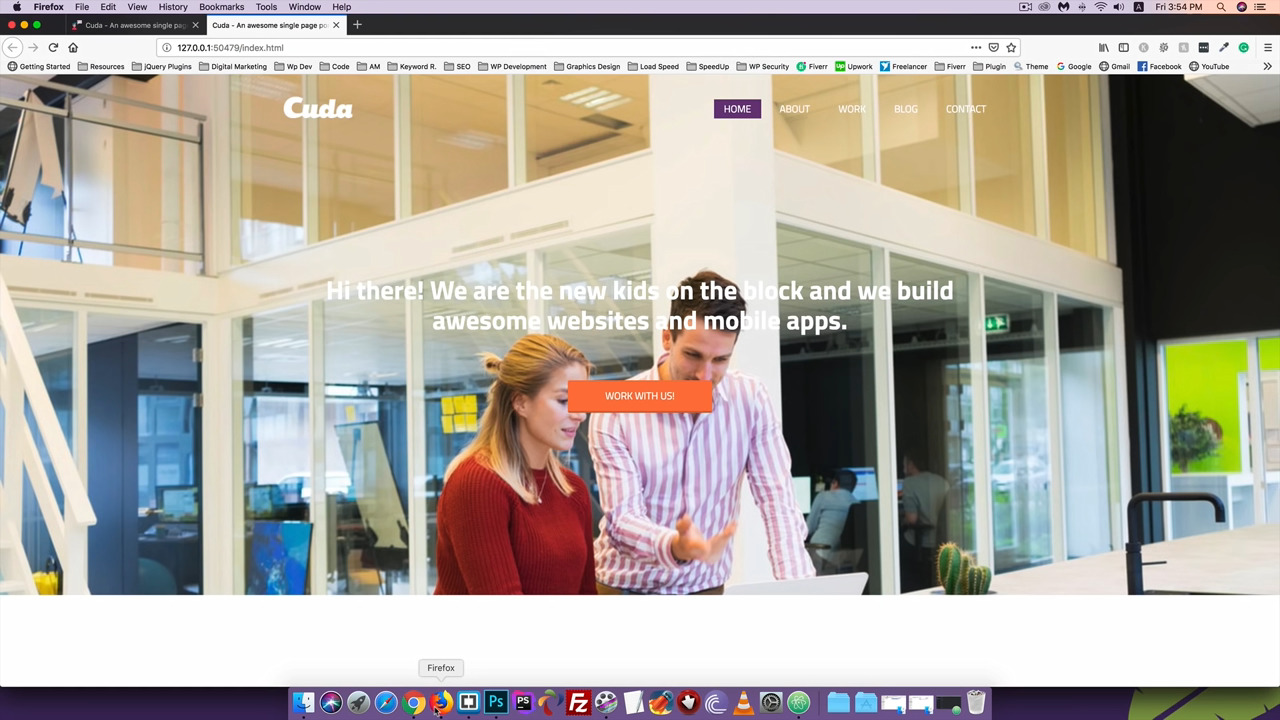 Firefox File Edit View History Bookmarks Tools Window Help
A Fri 3:54 PM
Cuda - An awesome single pag
Cuda - An awesome single page po
127.0.0.1:50479/index.html
Getting Started Resources jQuery Plugins Digital Marketing Wp Dev Code AM Keyword R. SEO WP Development Graphics Design Load Speed SpeedUp WP Security Fiverr Upwork Freelancer Fiverr Plugin Theme Google Facebook Gmail YouTube
Cuda
HOME ABOUT WORK BLOG CONTACT
Hi there! We are the new kids on the block and we build
awesome websites and mobile apps.
WORK WITH US!
Firefox
Ps PS FZ